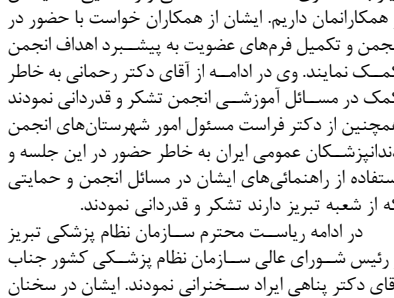 همکارانمان داریم. ایشان از همکاران خواست با حضور در
انجمن و تکمیل فرم‌های عضویت به پیشبرد اهداف انجمن
کمک نمایند. وی در ادامه از آقای دکتر رحمانی به خاطر
کمک در مسائل آموزشی انجمن تشکر و قدردانی نمودند
همچنین از دکتر فراست مسئول امور شهرستان‌های انجمن
دندانپزشکان عمومی ایران به خاطر حضور در این جلسه و
استفاده از راهنمائی‌های ایشان در مسائل انجمن و حمایتی
که از شعبه تبریز دارند تشکر و قدردانی نمودند.
در ادامه ریاست محترم سازمان نظام پزشکی تبریز
رئیس شورای عالی سازمان نظام پزشکی کشور جناب
آقای دکتر پناهی ایراد سخنرانی نمودند. ایشان در سخنان